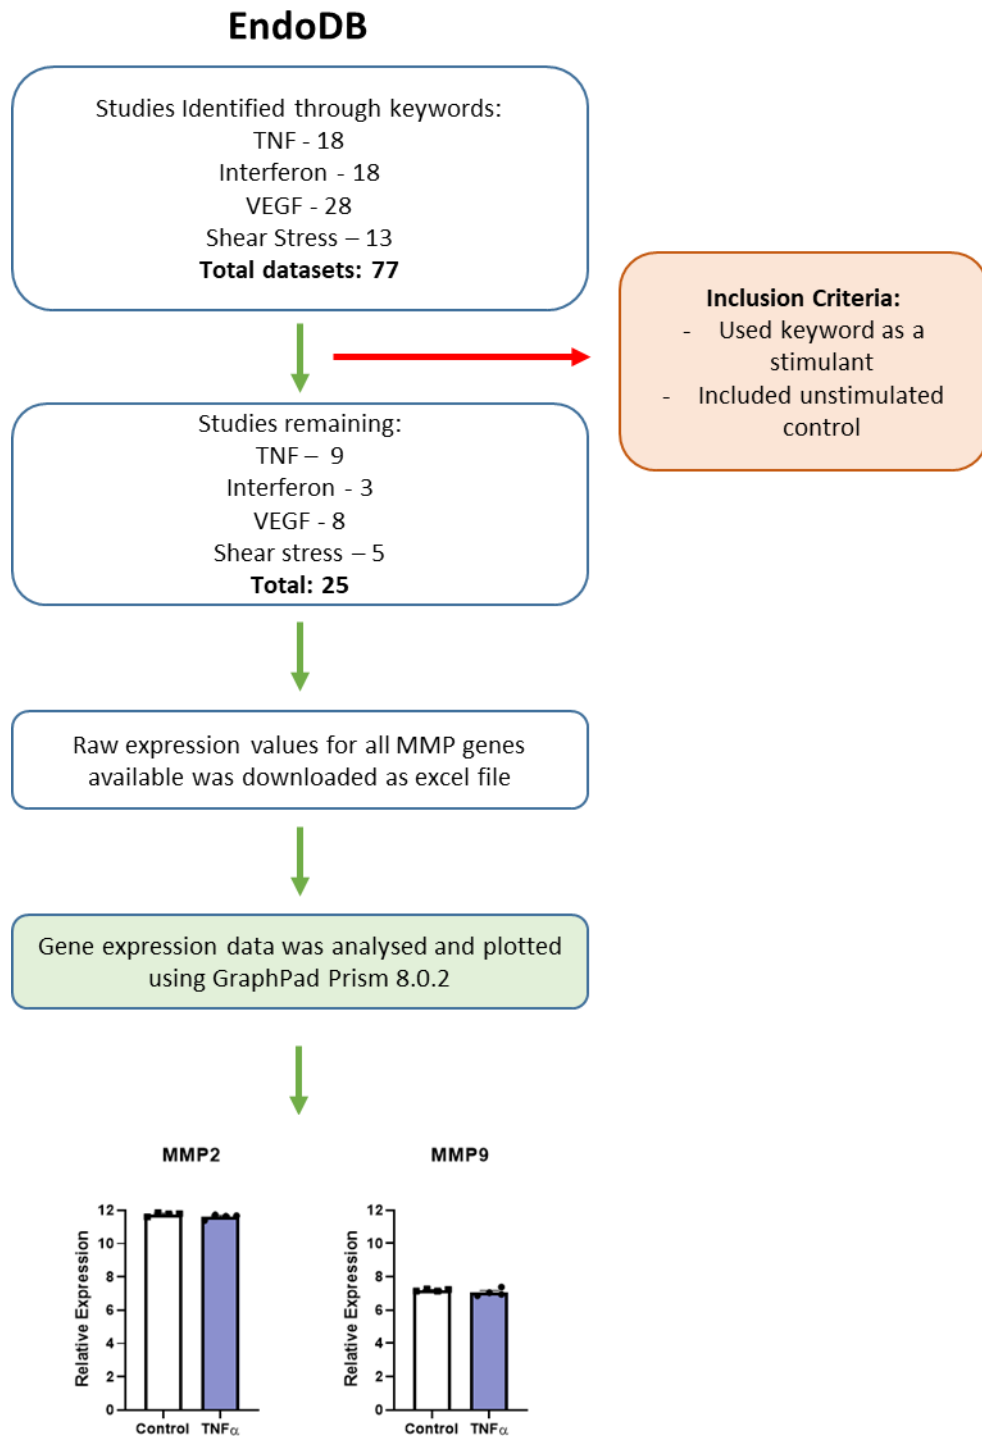 EndoDB
Studies Identified through keywords:
TNF - 18
Interferon - 18
VEGF - 28
Shear Stress – 13
Total datasets: 77
Inclusion Criteria:
- Used keyword as a
stimulant
- Included unstimulated
control
Studies remaining:
TNF – 9
Interferon - 3
VEGF - 8
Shear stress – 5
Total: 25
Raw expression values for all MMP genes
available was downloaded as excel file
Gene expression data was analysed and plotted
using GraphPad Prism 8.0.2
MMP2
Relative Expression
12
10
8
6
4
2
0
Control TNFα
MMP9
Relative Expression
12
10
8
6
4
2
0
Control TNFα